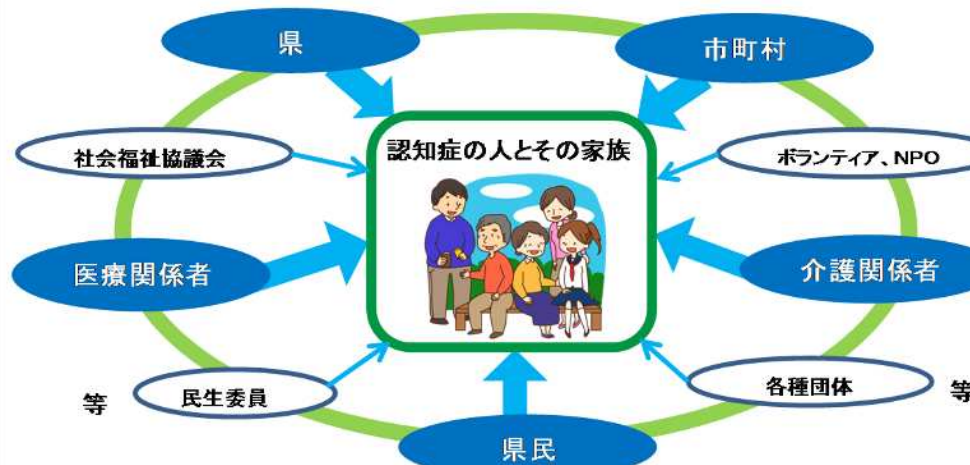 県
市町村
社会福祉協議会
認知症の人とその家族
ボランティア、NPO
医療関係者
介護関係者
等
民生委員
各種団体
等
県民